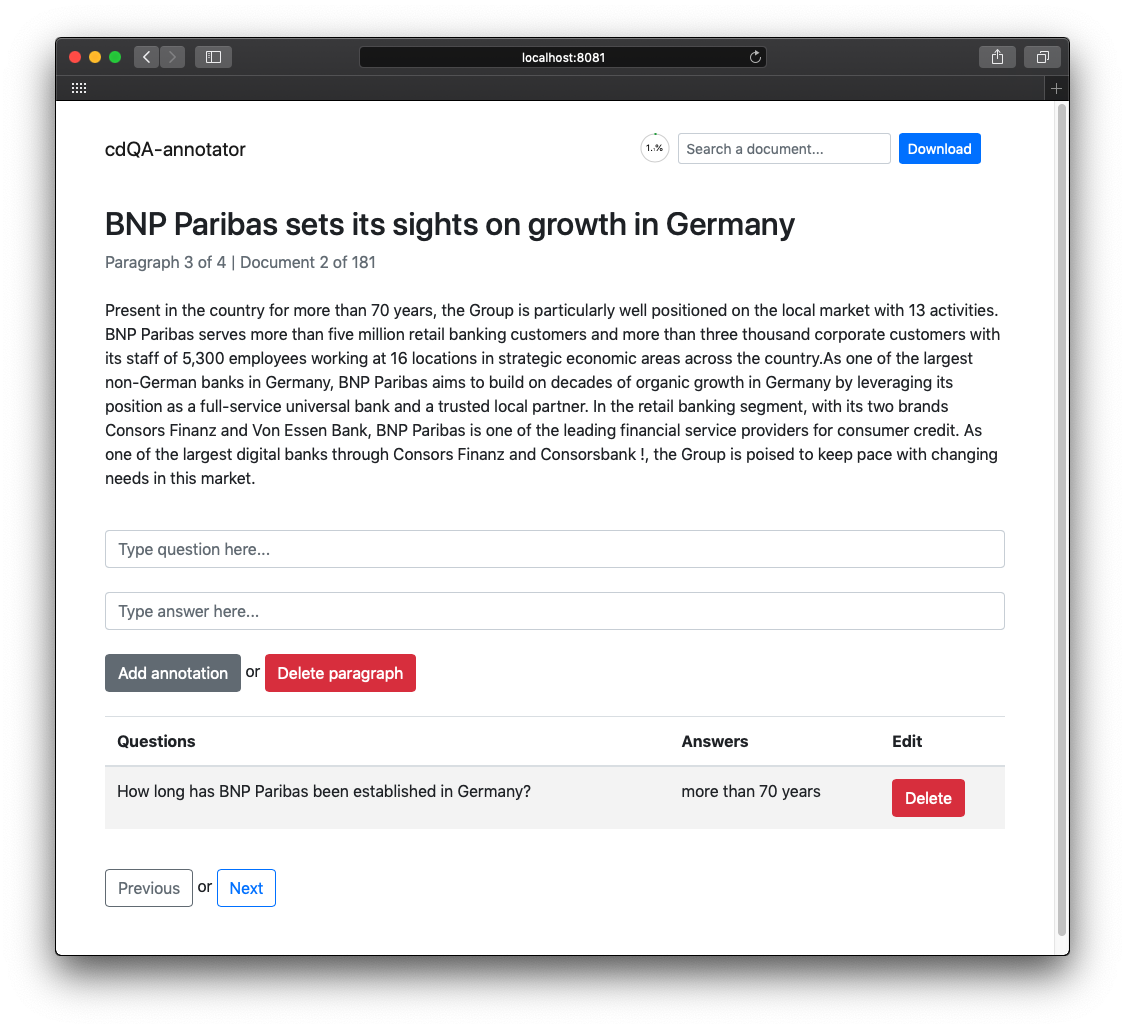 localhost:8081
cdQA-annotator
1..%
Search a document...
Download
BNP Paribas sets its sights on growth in Germany
Paragraph 3 of 4 | Document 2 of 181
Present in the country for more than 70 years, the Group is particularly well positioned on the local market with 13 activities.
BNP Paribas serves more than five million retail banking customers and more than three thousand corporate customers with
its staff of 5,300 employees working at 16 locations in strategic economic areas across the country.As one of the largest
non-German banks in Germany, BNP Paribas aims to build on decades of organic growth in Germany by leveraging its
position as a full-service universal bank and a trusted local partner. In the retail banking segment, with its two brands
Consors Finanz and Von Essen Bank, BNP Paribas is one of the leading financial service providers for consumer credit. As
one of the largest digital banks through Consors Finanz and Consorsbank !, the Group is poised to keep pace with changing
needs in this market.
Type question here...
Type answer here...
Add annotation or Delete paragraph
Questions Answers Edit
How long has BNP Paribas been established in Germany? more than 70 years Delete
Previous or Next